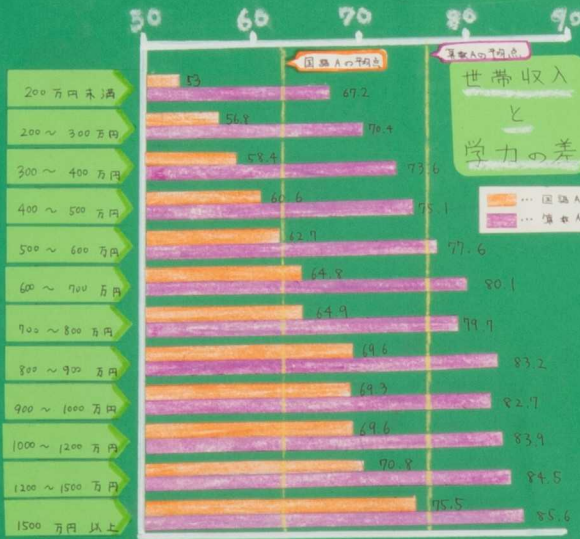 50 60 70 80 90
国語Aの平均点
算数Aの平均点
世帯収入
と
学力の差
… 国語A
… 算数A
200万円未満
53
67.2
200～300万円
56.8
70.4
300～400万円
58.4
73.6
400～500万円
60.6
75.1
500～600万円
62.7
77.6
600～700万円
64.8
80.1
700～800万円
64.9
79.7
800～900万円
69.6
83.2
900～1000万円
69.3
82.7
1000～1200万円
69.6
83.9
1200～1500万円
70.8
84.5
1500万円以上
75.5
85.6